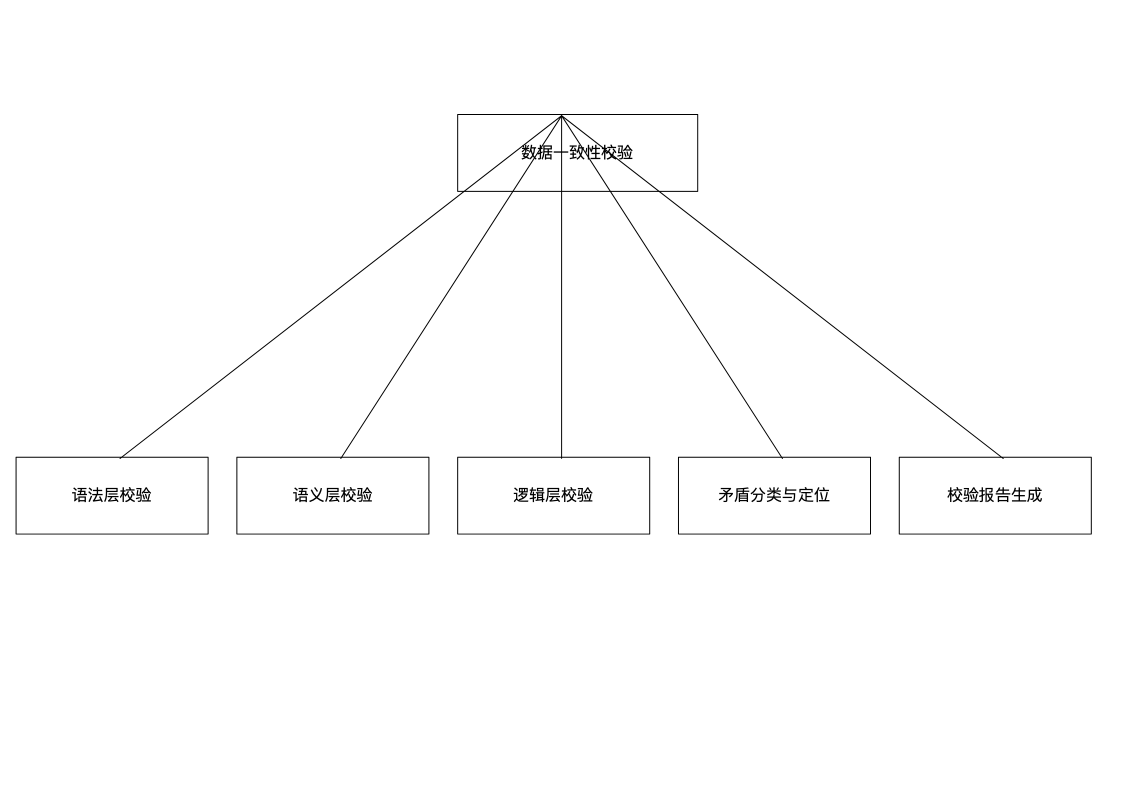 数据一致性校验
语法层校验
语义层校验
逻辑层校验
矛盾分类与定位
校验报告生成